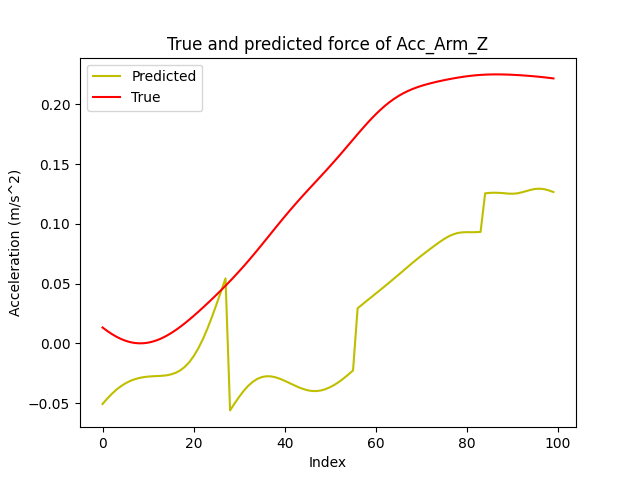 True and predicted force of Acc_Arm_Z
Predicted
True
Acceleration (m/s^2)
0.20
0.15
0.10
0.05
0.00
−0.05
0 20 40 60 80 100
Index